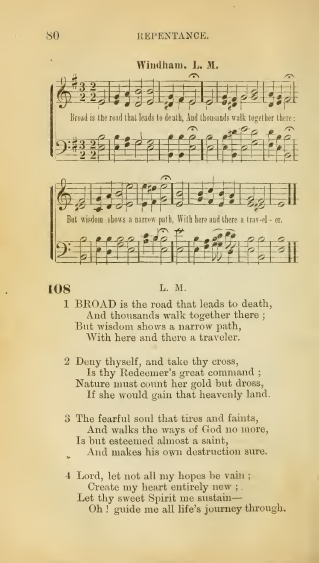 80 REPENTANCE.
Windham. L. M.
Broad is the road that leads to death, And thousands walk together there:
But wisdom shows a narrow path, With here and there a trav-el-er.
108 L. M.
1 BROAD is the road that leads to death,
And thousands walk together there ;
But wisdom shows a narrow path,
With here and there a traveler.
2 Deny thyself, and take thy cross,
Is thy Redeemer's great command ;
Nature must count her gold but dross,
If she would gain that heavenly land.
3 The fearful soul that tires and faints,
And walks the ways of God no more,
Is but esteemed almost a saint,
And makes his own destruction sure.
4 Lord, let not all my hopes be vain ;
Create my heart entirely new ;
Let thy sweet Spirit me sustain—
Oh ! guide me all life's journey through.